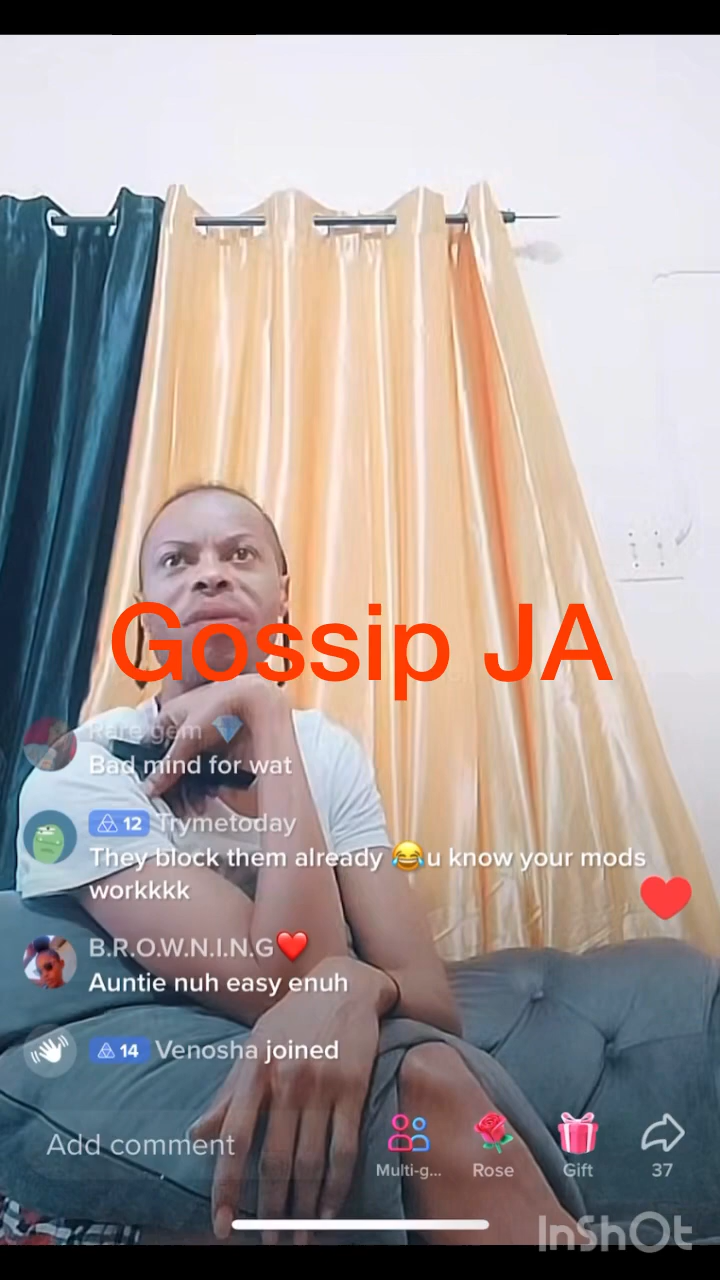 Gossip JA
Rare gem 💎
Bad mind for wat
12 Trymetoday
They block them already 😂u know your mods
workkkk
B.R.O.W.N.I.N.G❤️
Auntie nuh easy enuh
14 Venosha joined
Add comment
Multi-g...
Rose
Gift
37
InShOt